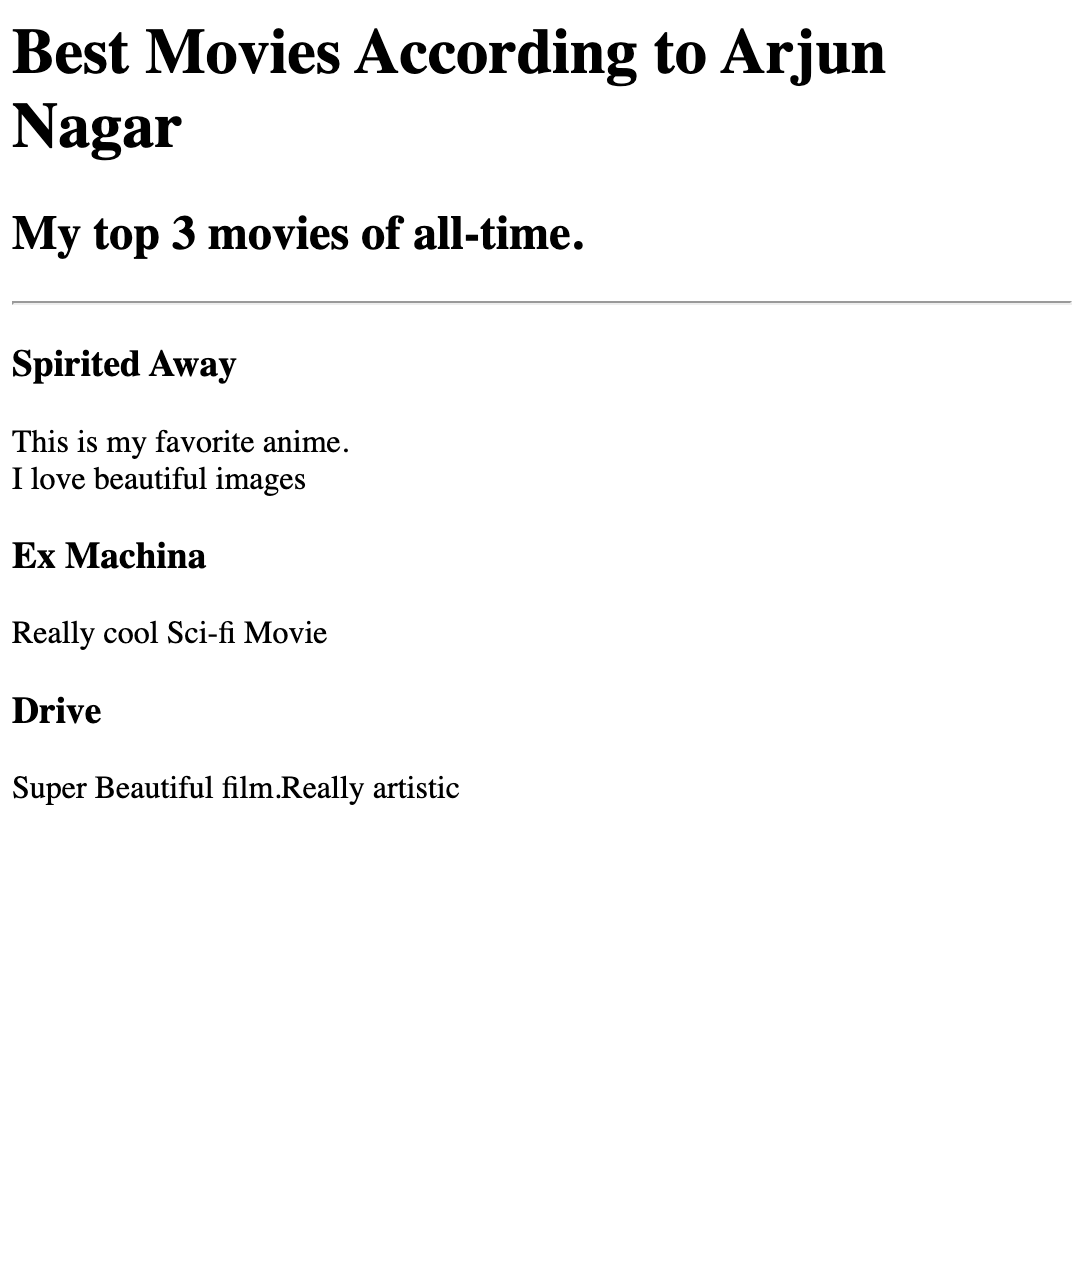 Best Movies According to Arjun
Nagar
My top 3 movies of all-time.
Spirited Away
This is my favorite anime.
I love beautiful images
Ex Machina
Really cool Sci-fi Movie
Drive
Super Beautiful film.Really artistic